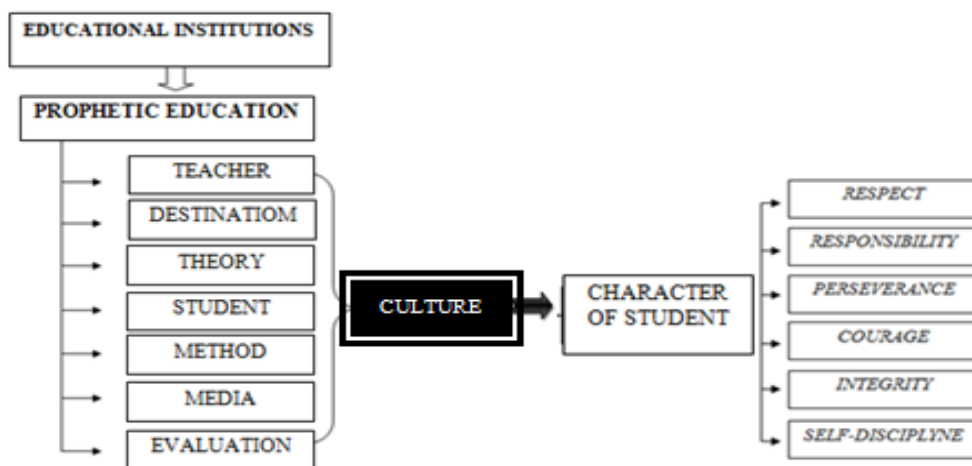 EDUCATIONAL INSTITUTIONS
PROPHETIC EDUCATION
TEACHER
DESTINATIOM
THEORY
STUDENT
METHOD
MEDIA
EVALUATION
CULTURE
CHARACTER
OF STUDENT
RESPECT
RESPONSIBILITY
PERSEVERANCE
COURAGE
INTEGRITY
SELF-DISCIPLYNE